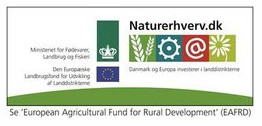 Naturerhverv.dk
Ministeriet for Fødevarer,
Landbrug og Fiskeri
Den Europæiske
Landbrugsfond for Udvikling
af Landdistrikterne
Danmark og Europa investerer i landdistrikterne
Se 'European Agricultural Fund for Rural Development' (EAFRD)